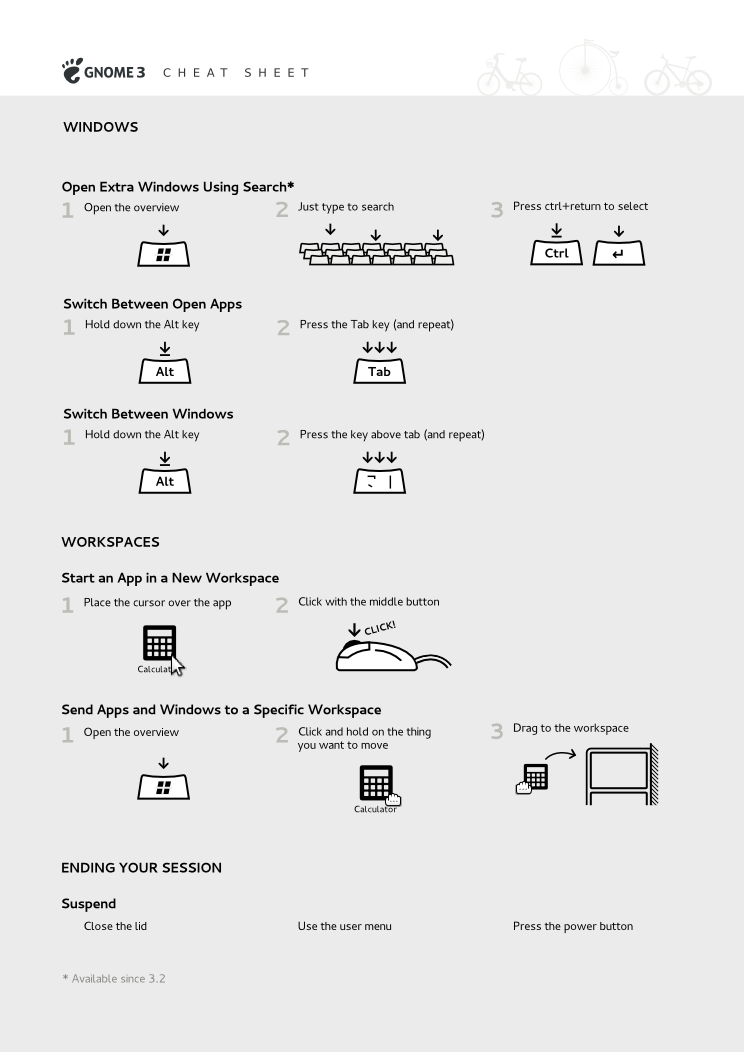 GNOME 3 CHEAT SHEET
WINDOWS
Open Extra Windows Using Search*
1 Open the overview
2 Just type to search
3 Press ctrl+return to select
Ctrl
Switch Between Open Apps
1 Hold down the Alt key
2 Press the Tab key (and repeat)
Alt
Tab
Switch Between Windows
1 Hold down the Alt key
2 Press the key above tab (and repeat)
Alt
WORKSPACES
Start an App in a New Workspace
1 Place the cursor over the app
2 Click with the middle button
CLICK!
Send Apps and Windows to a Specific Workspace
1 Open the overview
2 Click and hold on the thing
you want to move
3 Drag to the workspace
Calculator
ENDING YOUR SESSION
Suspend
Close the lid
Use the user menu
Press the power button
* Available since 3.2